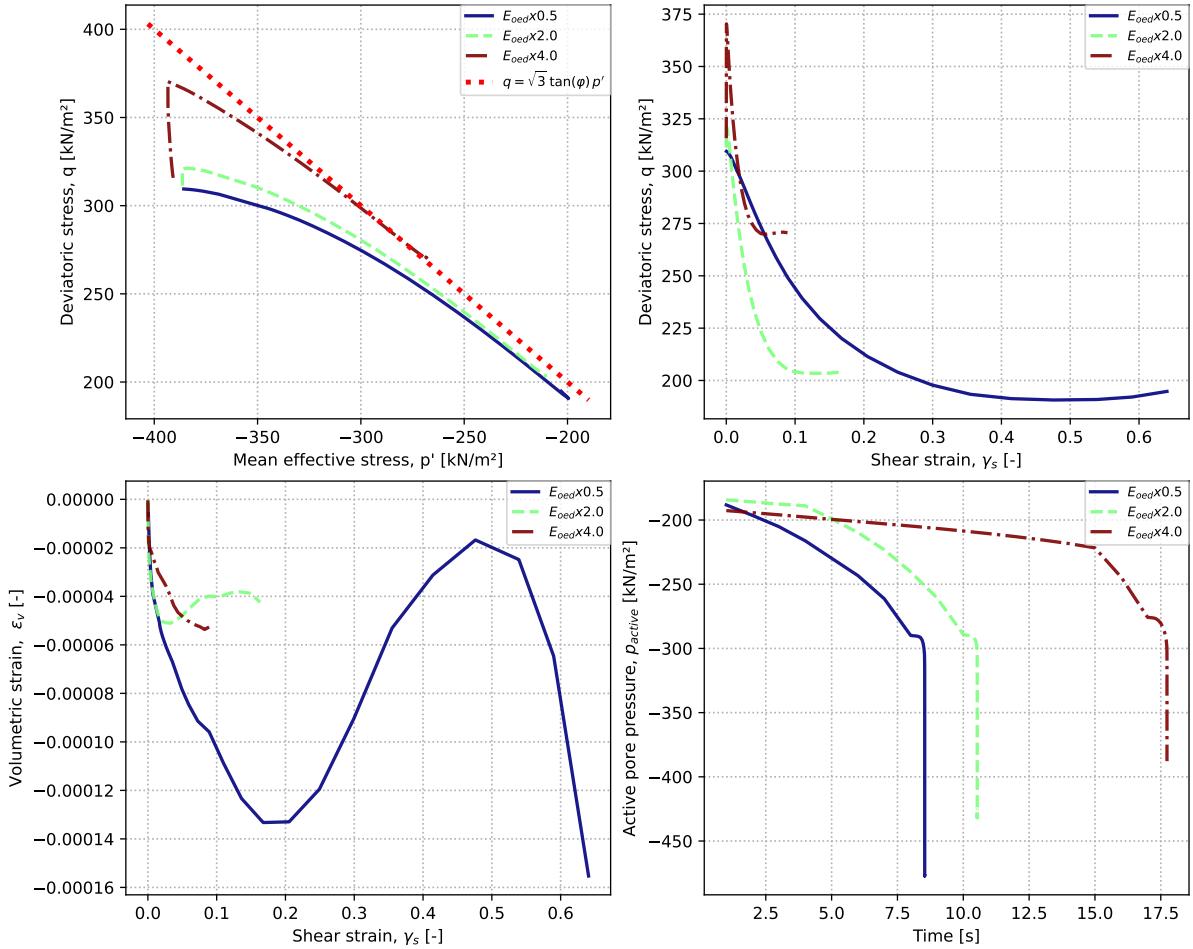 Deviatoric stress, q [kN/m²]
400
350
300
250
200
−400
−350
−300
−250
−200
Mean effective stress, p' [kN/m²]
E_oed x0.5
E_oed x2.0
E_oed x4.0
q = √3 tan(φ) p′
Deviatoric stress, q [kN/m²]
375
350
325
300
275
250
225
200
0.0
0.1
0.2
0.3
0.4
0.5
0.6
Shear strain, γ_s [-]
E_oed x0.5
E_oed x2.0
E_oed x4.0
Volumetric strain, ε_v [-]
0.00000
−0.00002
−0.00004
−0.00006
−0.00008
−0.00010
−0.00012
−0.00014
−0.00016
0.0
0.1
0.2
0.3
0.4
0.5
0.6
Shear strain, γ_s [-]
E_oed x0.5
E_oed x2.0
E_oed x4.0
Active pore pressure, p_active [kN/m²]
−200
−250
−300
−350
−400
−450
2.5
5.0
7.5
10.0
12.5
15.0
17.5
Time [s]
E_oed x0.5
E_oed x2.0
E_oed x4.0